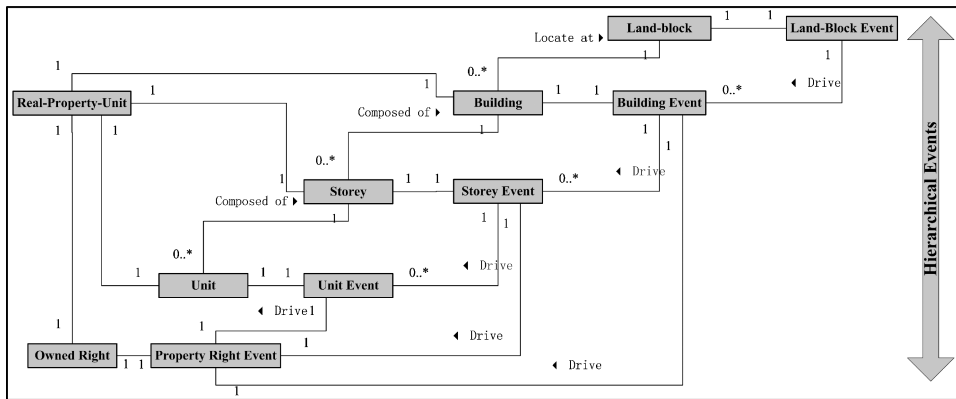 1 1
Land-block Land-Block Event
Locate at ▶
1 1
1
1 0..* ◀ Drive
Real-Property-Unit 1 Building 1 1 Building Event 0..*
Composed of ▶
1 1 1 1 1
0..* ◀ Drive
1 Storey 1 1 Storey Event 0..*
Composed of ▶
1 1 1
0..* ◀ Drive
1 Unit 1 1 Unit Event 0..*
◀ Drive 1
1 1 1 ◀ Drive
Owned Right 1 1 Property Right Event
◀ Drive
1
Hierarchical Events